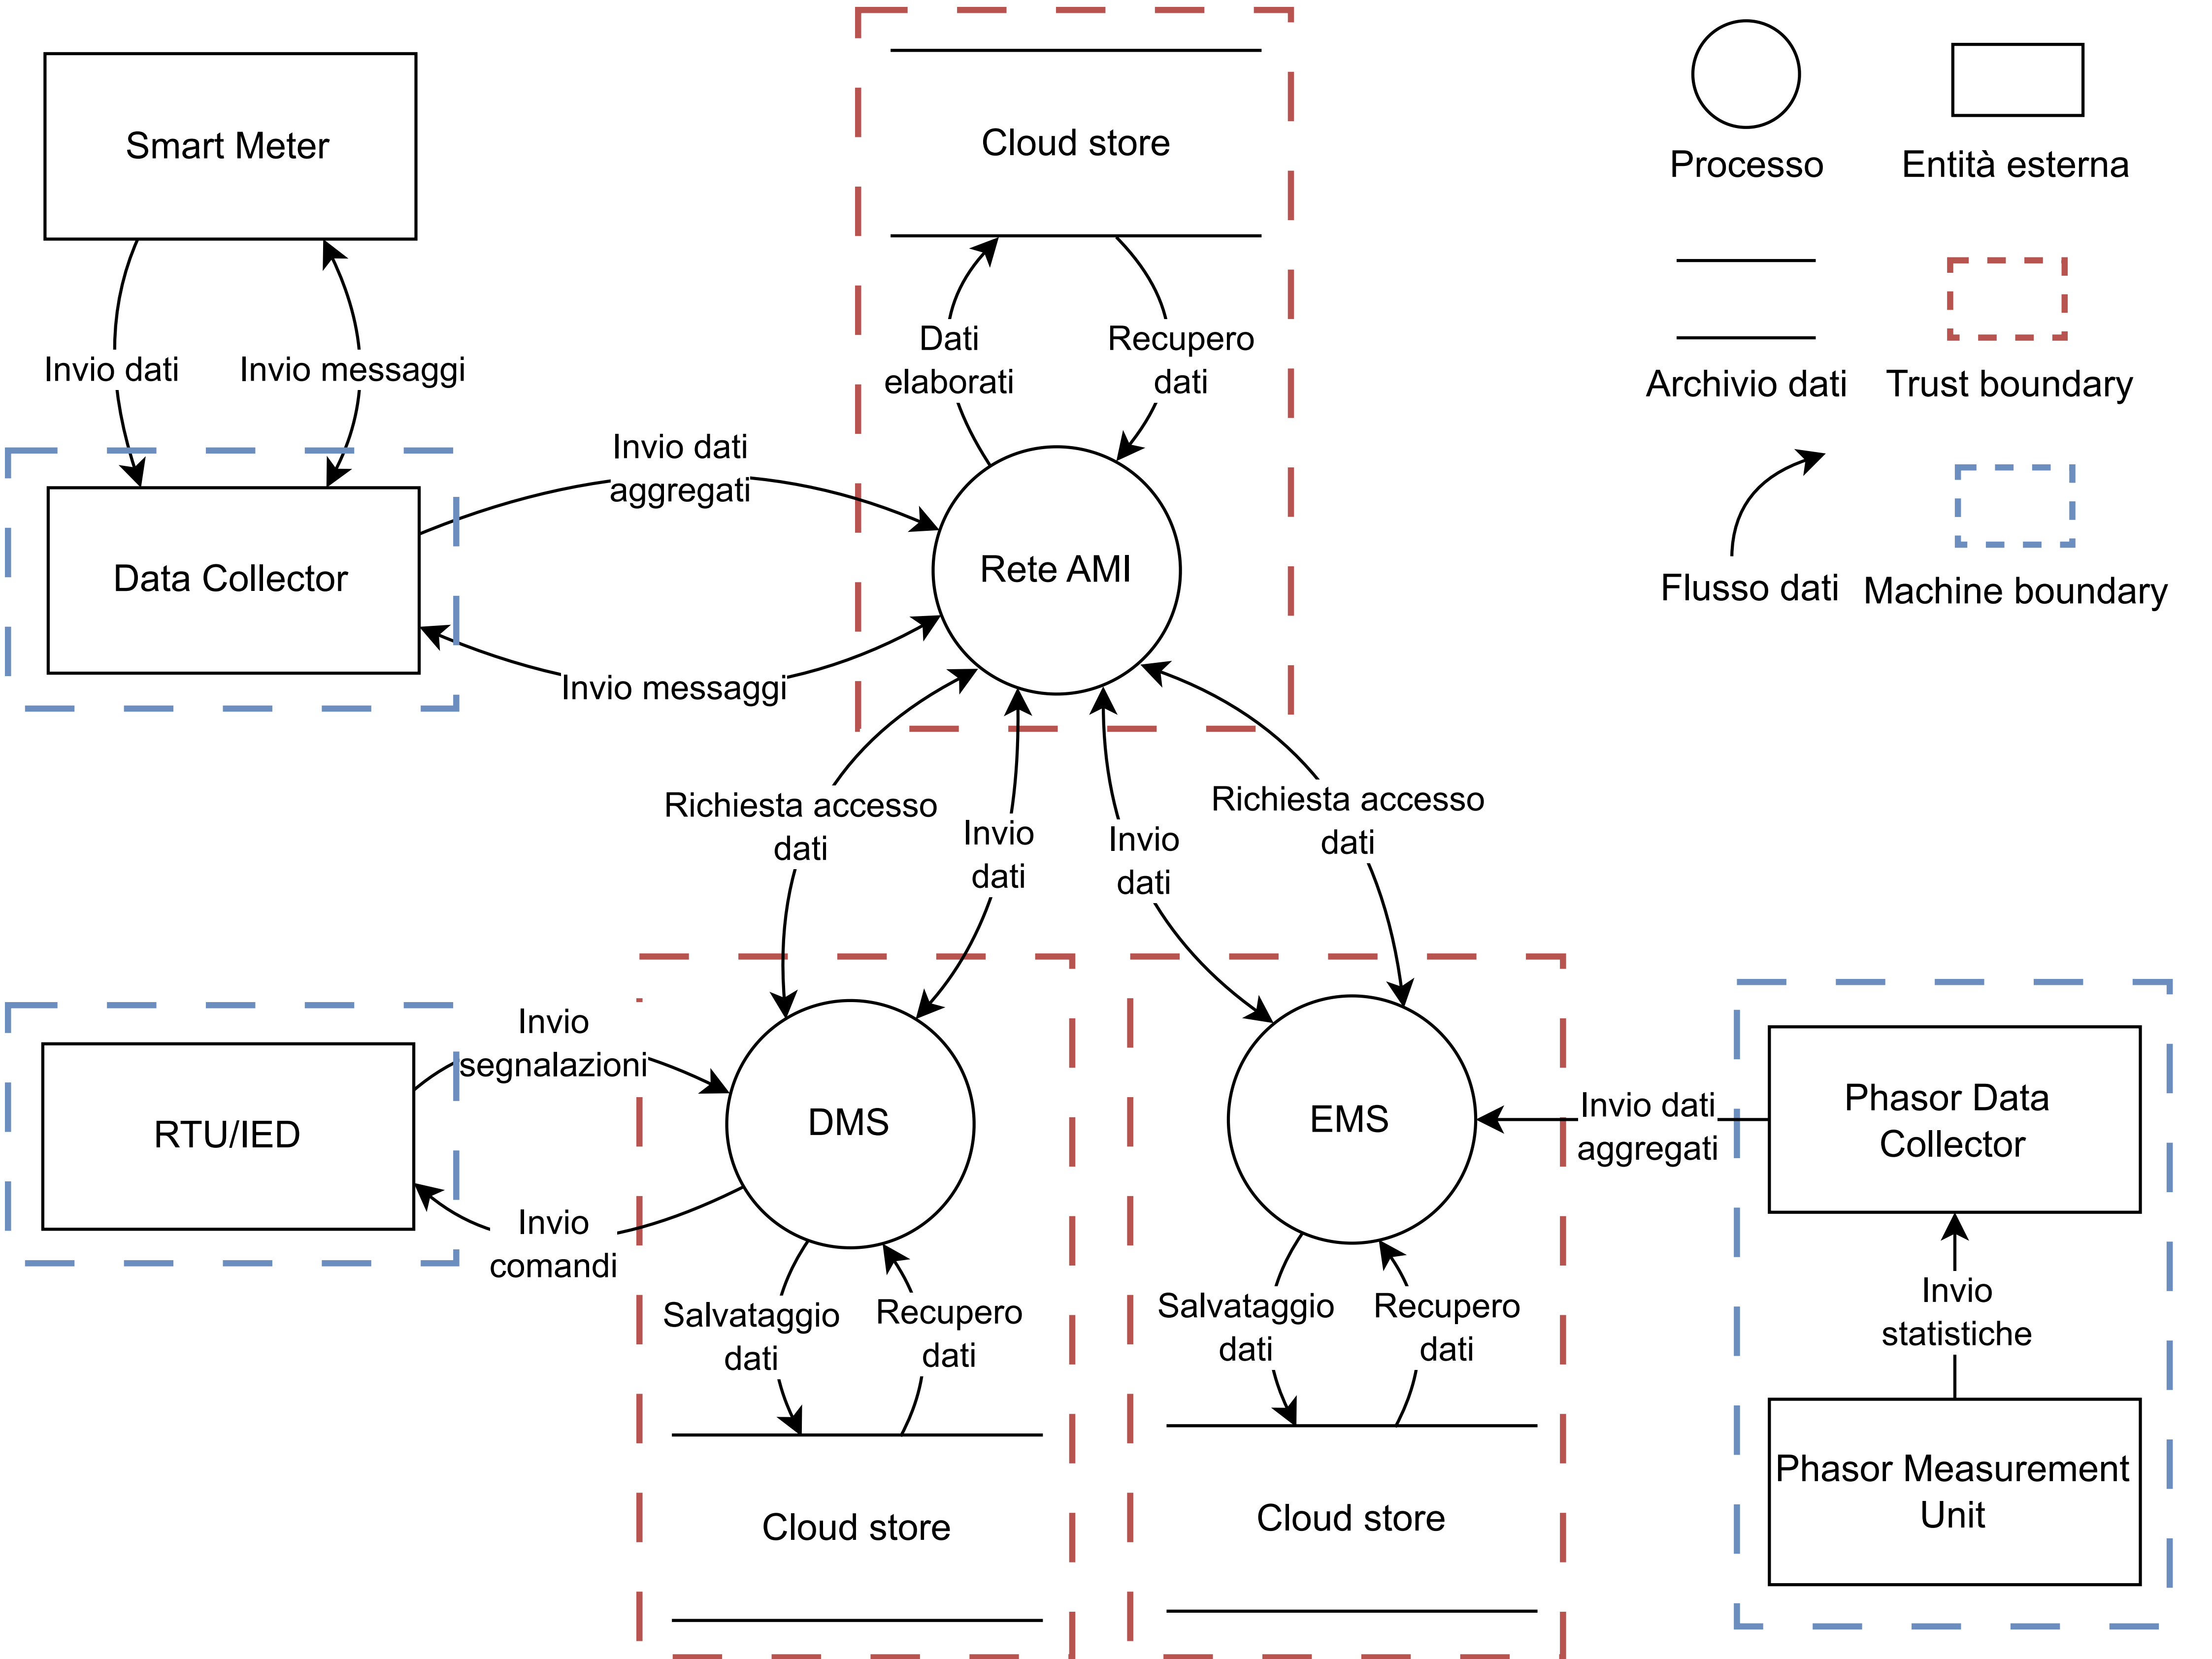 Smart Meter
Cloud store
Processo
Entità esterna
Archivio dati
Trust boundary
Flusso dati
Machine boundary
Invio dati
Invio messaggi
Dati
elaborati
Recupero
dati
Data Collector
Invio dati
aggregati
Rete AMI
Invio messaggi
Richiesta accesso
dati
Invio
dati
Invio
dati
Richiesta accesso
dati
RTU/IED
Invio
segnalazioni
DMS
EMS
Invio dati
aggregati
Phasor Data
Collector
Invio
comandi
Salvataggio
dati
Recupero
dati
Salvataggio
dati
Recupero
dati
Invio
statistiche
Cloud store
Cloud store
Phasor Measurement
Unit